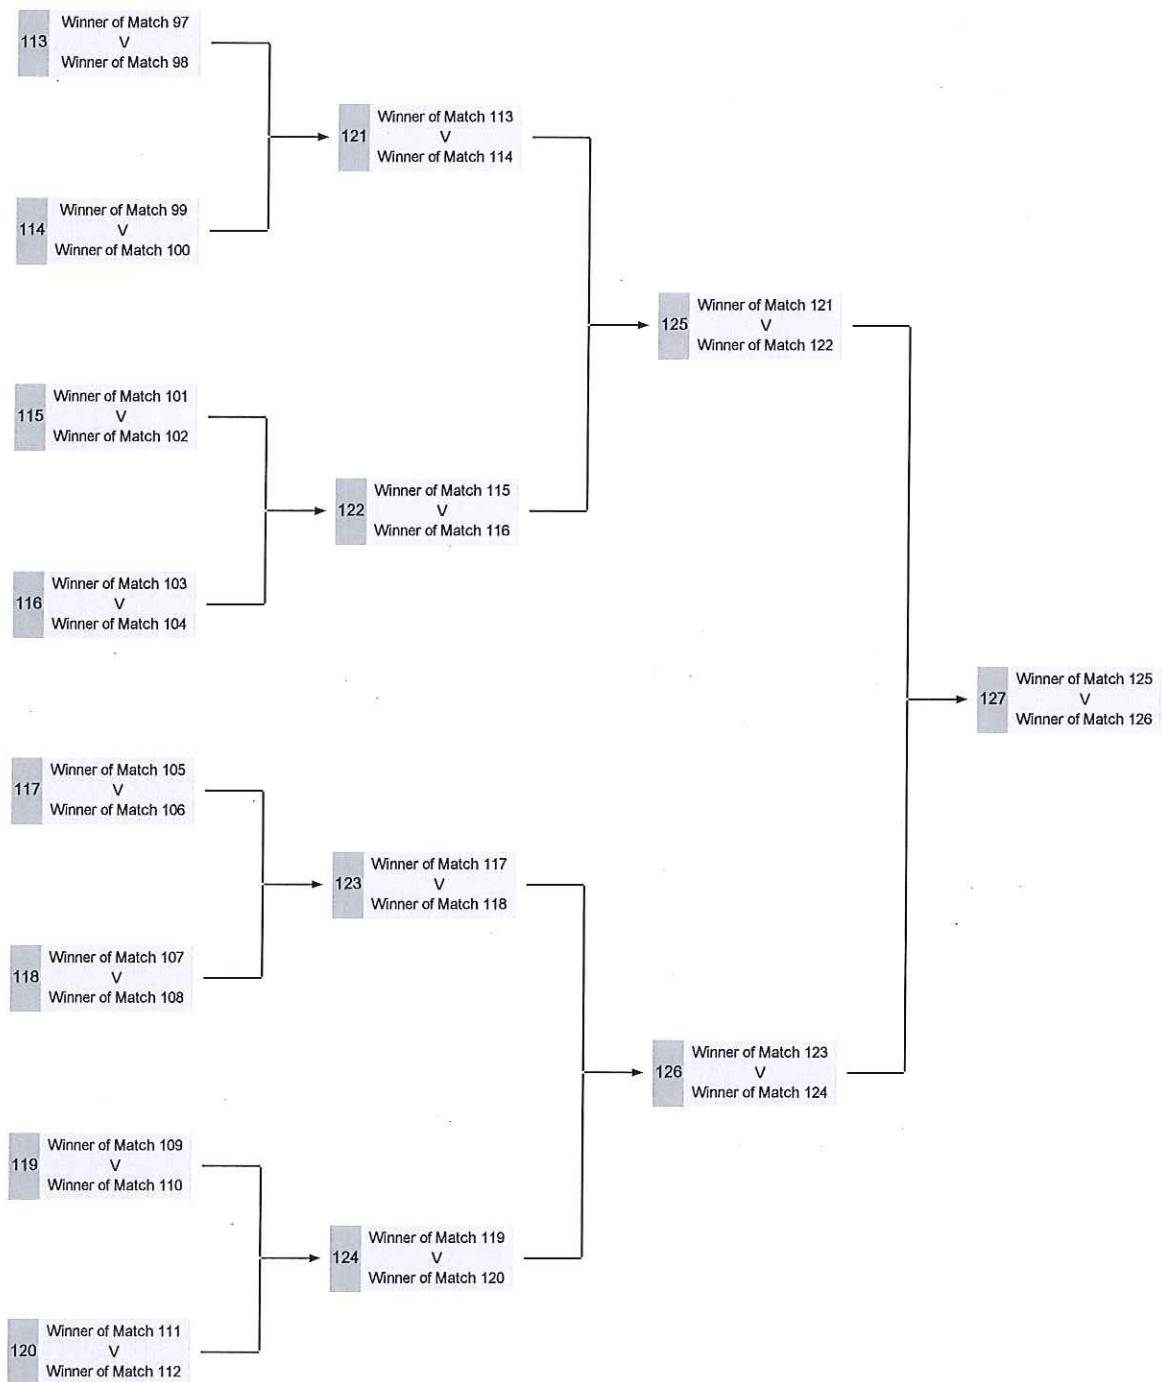 113
Winner of Match 97
V
Winner of Match 98
114
Winner of Match 99
V
Winner of Match 100
115
Winner of Match 101
V
Winner of Match 102
116
Winner of Match 103
V
Winner of Match 104
117
Winner of Match 105
V
Winner of Match 106
118
Winner of Match 107
V
Winner of Match 108
119
Winner of Match 109
V
Winner of Match 110
120
Winner of Match 111
V
Winner of Match 112
121
Winner of Match 113
V
Winner of Match 114
122
Winner of Match 115
V
Winner of Match 116
123
Winner of Match 117
V
Winner of Match 118
124
Winner of Match 119
V
Winner of Match 120
125
Winner of Match 121
V
Winner of Match 122
126
Winner of Match 123
V
Winner of Match 124
127
Winner of Match 125
V
Winner of Match 126